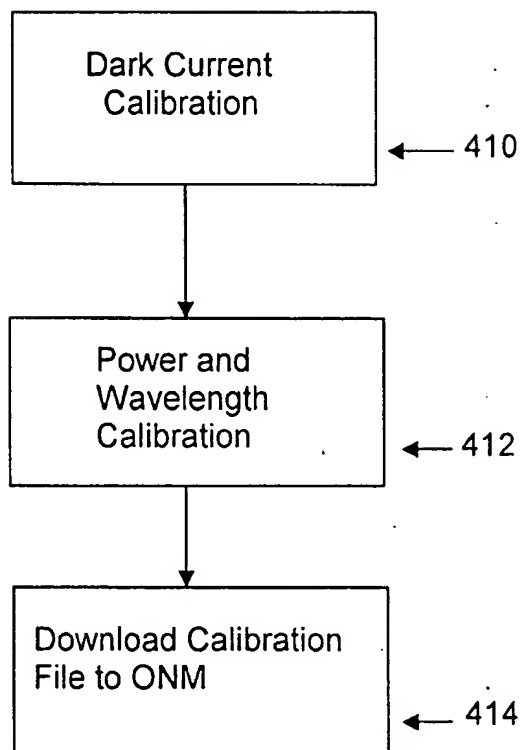 Dark Current
Calibration
410
Power and
Wavelength
Calibration
412
Download Calibration
File to ONM
414